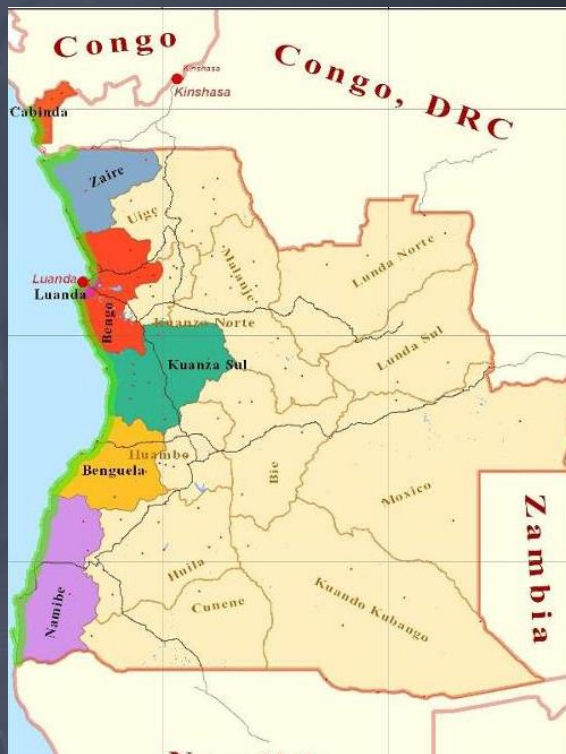 Congo
Kinshasa
Kinshasa
Congo, DRC
Cabinda
Zaire
Uige
Malanje
Lunda Norte
Luanda
Luanda
Bengo
Kuanzo Norte
Kuanza Sul
Lunda Sul
Huambo
Benguela
Bie
Moxico
Zambia
Huila
Cunene
Kuando Kubango
Namibe